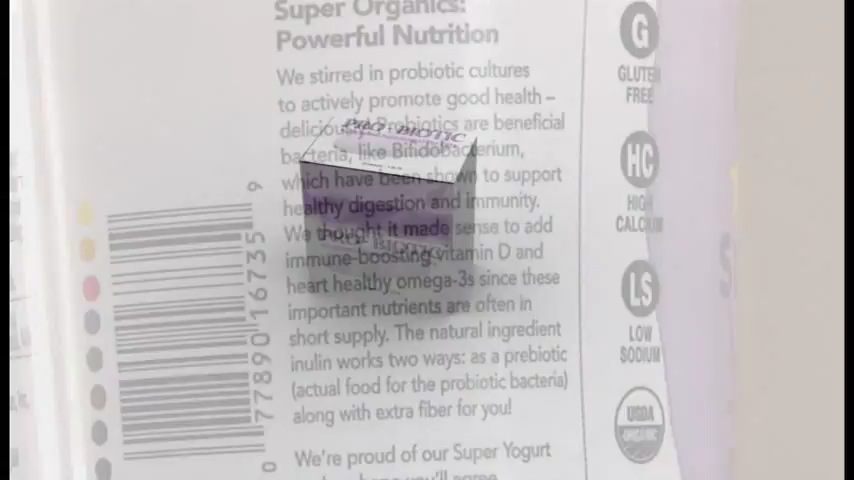 Super Organics:
Powerful Nutrition
We stirred in probiotic cultures
to actively promote good health –
delicious! Probiotics are beneficial
bacteria, like Bifidobacterium,
which have been shown to support
healthy digestion and immunity.
We thought it made sense to add
immune-boosting vitamin D and
heart healthy omega-3s since these
important nutrients are often in
short supply. The natural ingredient
inulin works two ways: as a prebiotic
(actual food for the probiotic bacteria)
along with extra fiber for you!
We're proud of our Super Yogurt
PRO-BIOTIC
PRO-BIOTIC
0 77890 16735 9
G
GLUTEN
FREE
HC
HIGH
CALCIUM
LS
LOW
SODIUM
USDA
ORGANIC